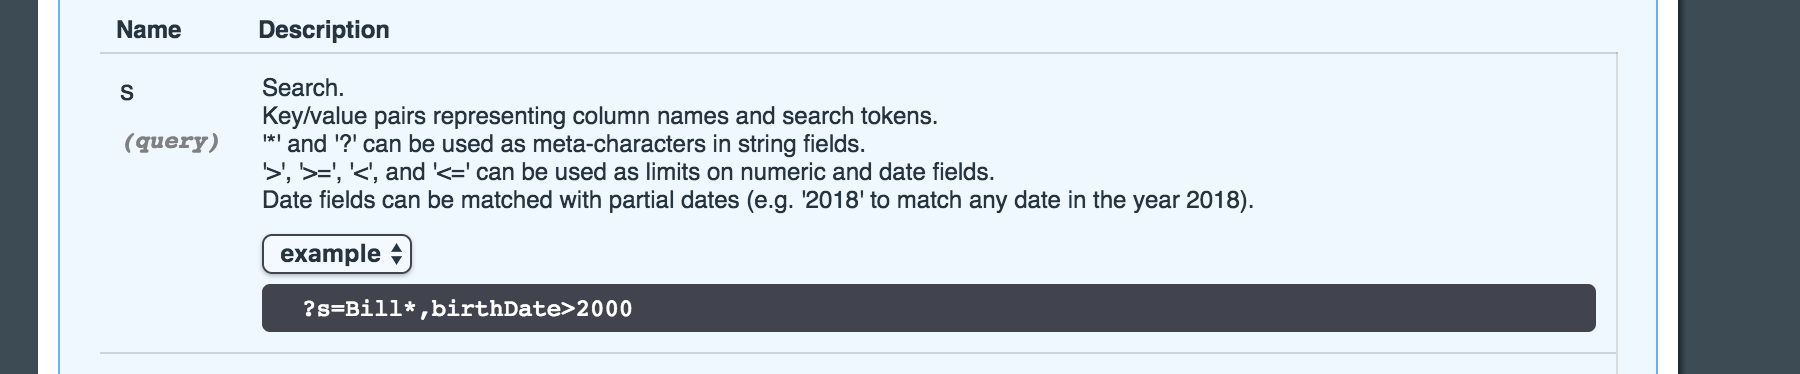 Name Description
s
(query)
Search.
Key/value pairs representing column names and search tokens.
'*' and '?' can be used as meta-characters in string fields.
'>', '>=', '<', and '<=' can be used as limits on numeric and date fields.
Date fields can be matched with partial dates (e.g. '2018' to match any date in the year 2018).
example
?s=Bill*,birthDate>2000